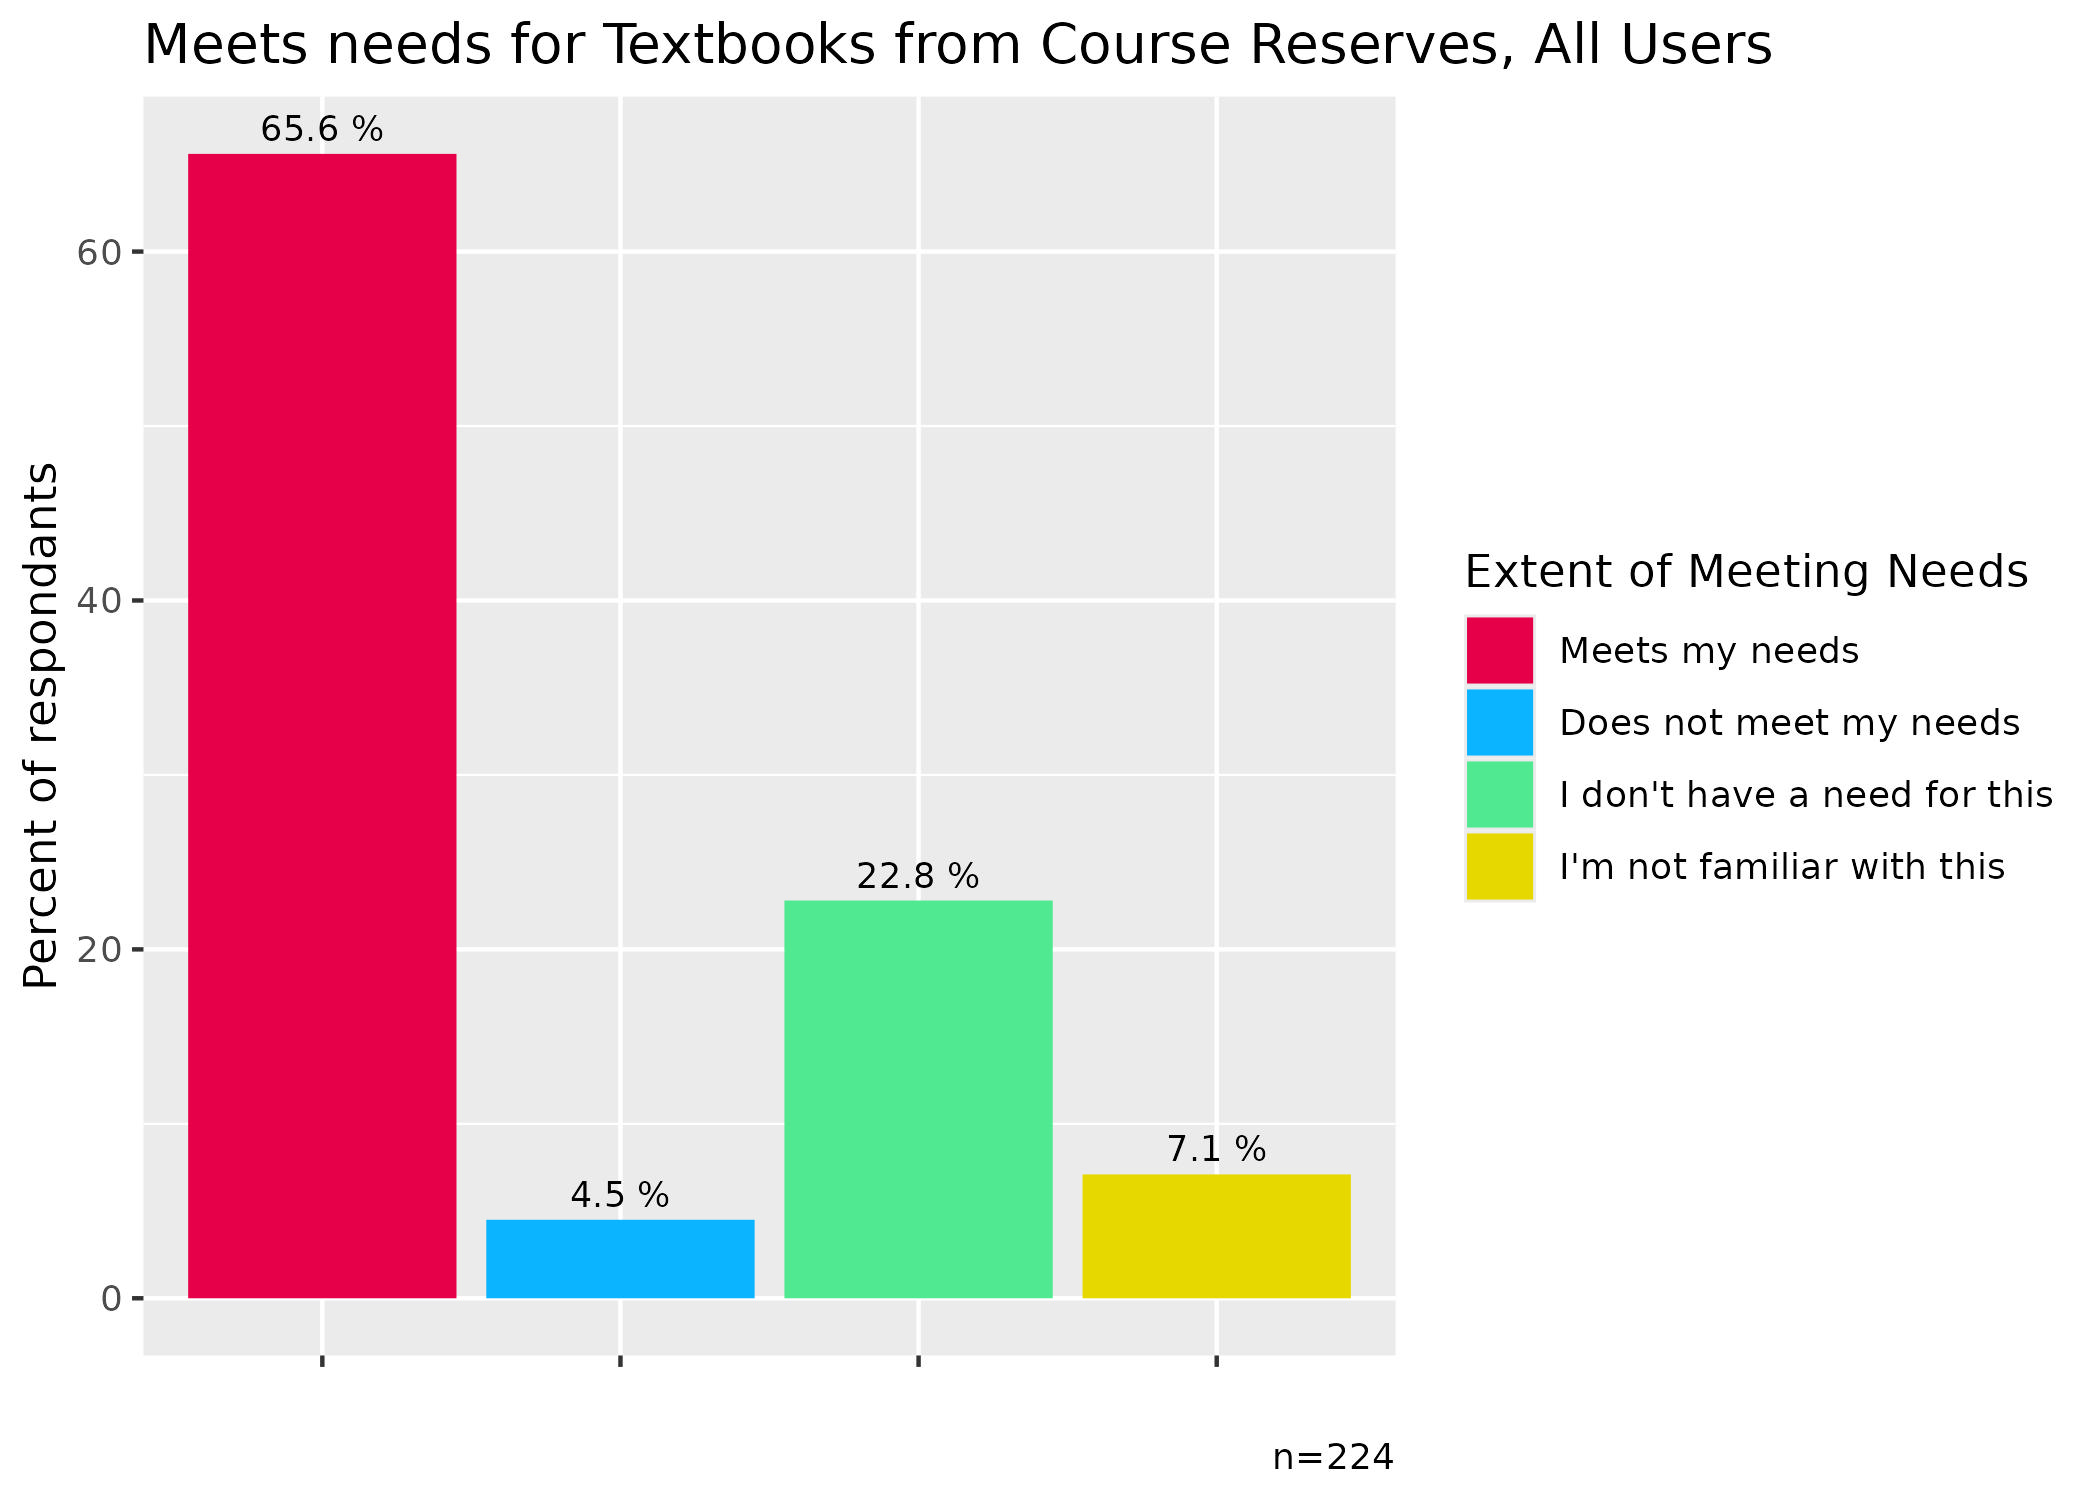 Meets needs for Textbooks from Course Reserves, All Users
Percent of respondants
60
40
20
0
65.6 %
4.5 %
22.8 %
7.1 %
Extent of Meeting Needs
Meets my needs
Does not meet my needs
I don't have a need for this
I'm not familiar with this
n=224